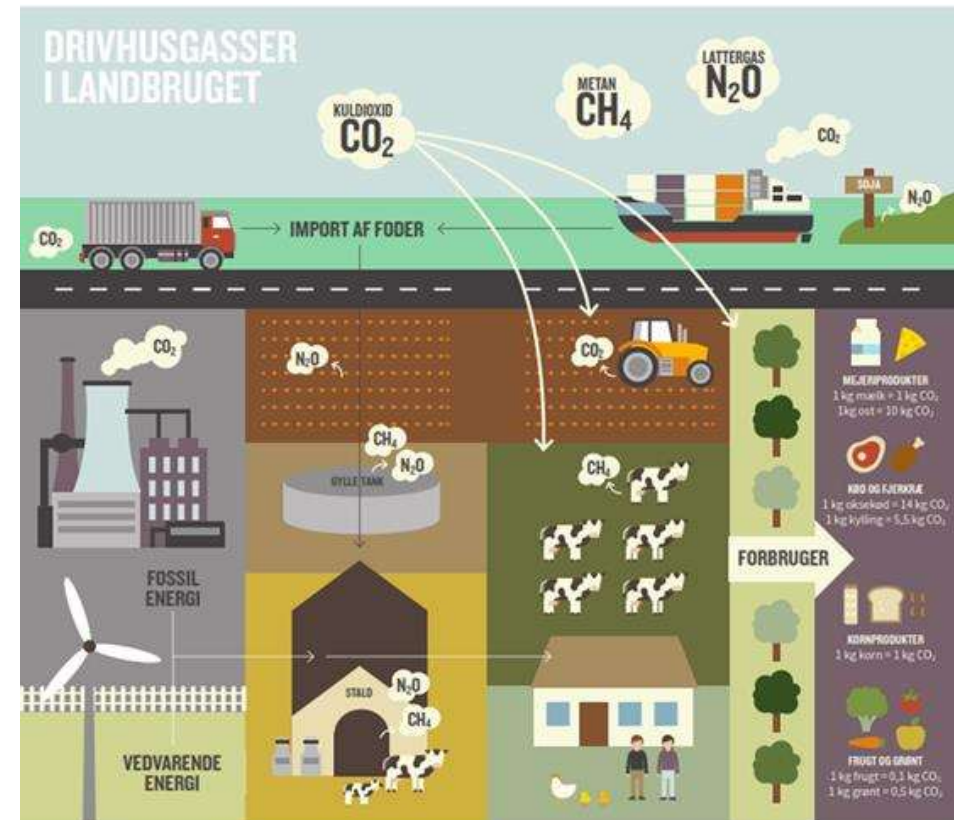 DRIVHUSGASSER
I LANDBRUGET
KULDIOXID
CO₂
METAN
CH₄
LATTERGAS
N₂O
CO₂
SOJA
N₂O
CO₂
IMPORT AF FODER
CO₂
N₂O
CO₂
CH₄
N₂O
GYLLETANK
CH₄
FOSSIL
ENERGI
STALD
N₂O
CH₄
VEDVARENDE
ENERGI
FORBRUGER
MEJERIPRODUKTER
1 kg mælk = 1 kg CO₂
1kg ost = 10 kg CO₂
KØD OG FJERKRÆ
1 kg oksekød = 14 kg CO₂
1 kg kylling = 5,5 kg CO₂
KORNPRODUKTER
1 kg korn = 1 kg CO₂
FRUGT OG GRØNT
1 kg frugt = 0,1 kg CO₂
1 kg grønt = 0,5 kg CO₂